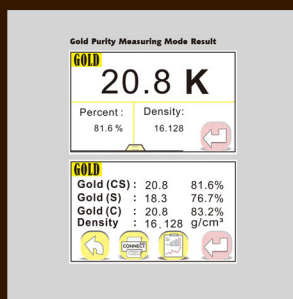 Gold Purity Measuring Mode Result
GOLD
20.8 K
Percent : Density:
81.6 % 16.128
GOLD
Gold (CS) : 20.8 81.6%
Gold (S) : 18.3 76.7%
Gold (C) : 20.8 83.2%
Density : 16.128 g/cm³
CONNECT